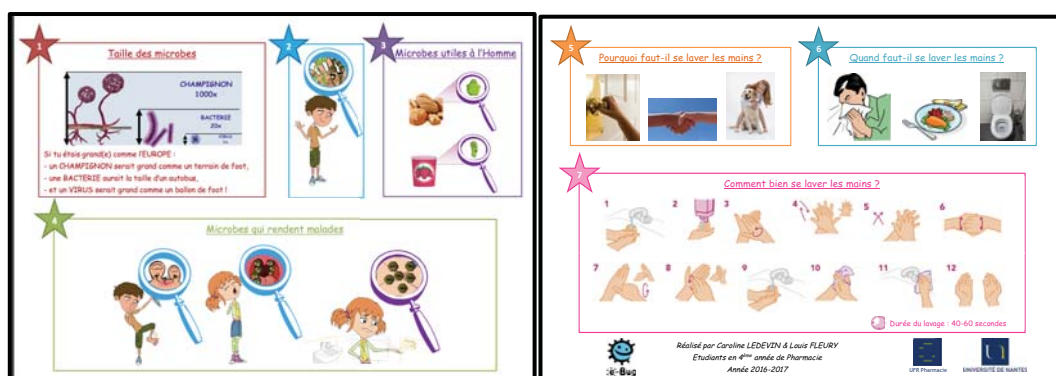 1
Taille des microbes
CHAMPIGNON
1000x
BACTERIE
20x
Si tu étais grand(e) comme l'EUROPE :
- un CHAMPIGNON serait grand comme un terrain de foot,
- une BACTERIE aurait la taille d'un autobus,
- et un VIRUS serait grand comme un ballon de foot !
2
3
Microbes utiles à l'Homme
4
Microbes qui rendent malades
5
Pourquoi faut-il se laver les mains ?
6
Quand faut-il se laver les mains ?
7
Comment bien se laver les mains ?
1 2 3 4 5 6
7 8 9 10 11 12
Durée du lavage : 40-60 secondes
Réalisé par Caroline LEDEVIN & Louis FLEURY
Etudiants en 4ème année de Pharmacie
Année 2016-2017
e-Bug
UFR Pharmacie
UNIVERSITÉ DE NANTES